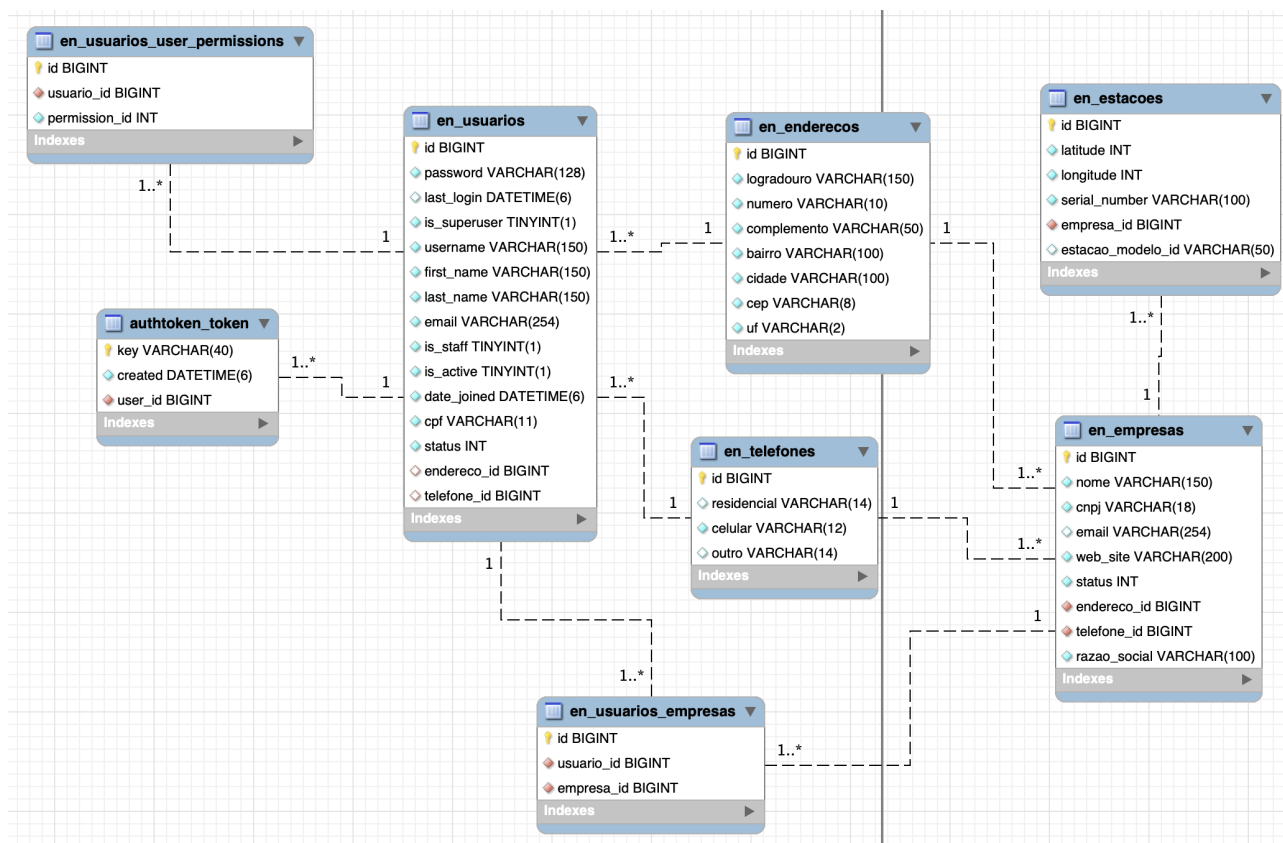 en_usuarios_user_permissions
id BIGINT
usuario_id BIGINT
permission_id INT
Indexes
1..*
1
en_usuarios
id BIGINT
password VARCHAR(128)
last_login DATETIME(6)
is_superuser TINYINT(1)
username VARCHAR(150)
first_name VARCHAR(150)
last_name VARCHAR(150)
email VARCHAR(254)
is_staff TINYINT(1)
is_active TINYINT(1)
date_joined DATETIME(6)
cpf VARCHAR(11)
status INT
endereco_id BIGINT
telefone_id BIGINT
Indexes
1..*
1
en_enderecos
id BIGINT
logradouro VARCHAR(150)
numero VARCHAR(10)
complemento VARCHAR(50)
bairro VARCHAR(100)
cidade VARCHAR(100)
cep VARCHAR(8)
uf VARCHAR(2)
Indexes
1
1..*
en_estacoes
id BIGINT
latitude INT
longitude INT
serial_number VARCHAR(100)
empresa_id BIGINT
estacao_modelo_id VARCHAR(50)
Indexes
1..*
1
authtoken_token
key VARCHAR(40)
created DATETIME(6)
user_id BIGINT
Indexes
1..*
1
1..*
1
en_telefones
id BIGINT
residencial VARCHAR(14)
celular VARCHAR(12)
outro VARCHAR(14)
Indexes
1
1..*
en_empresas
id BIGINT
nome VARCHAR(150)
cnpj VARCHAR(18)
email VARCHAR(254)
web_site VARCHAR(200)
status INT
endereco_id BIGINT
telefone_id BIGINT
razao_social VARCHAR(100)
Indexes
1
1..*
1
1..*
en_usuarios_empresas
id BIGINT
usuario_id BIGINT
empresa_id BIGINT
Indexes